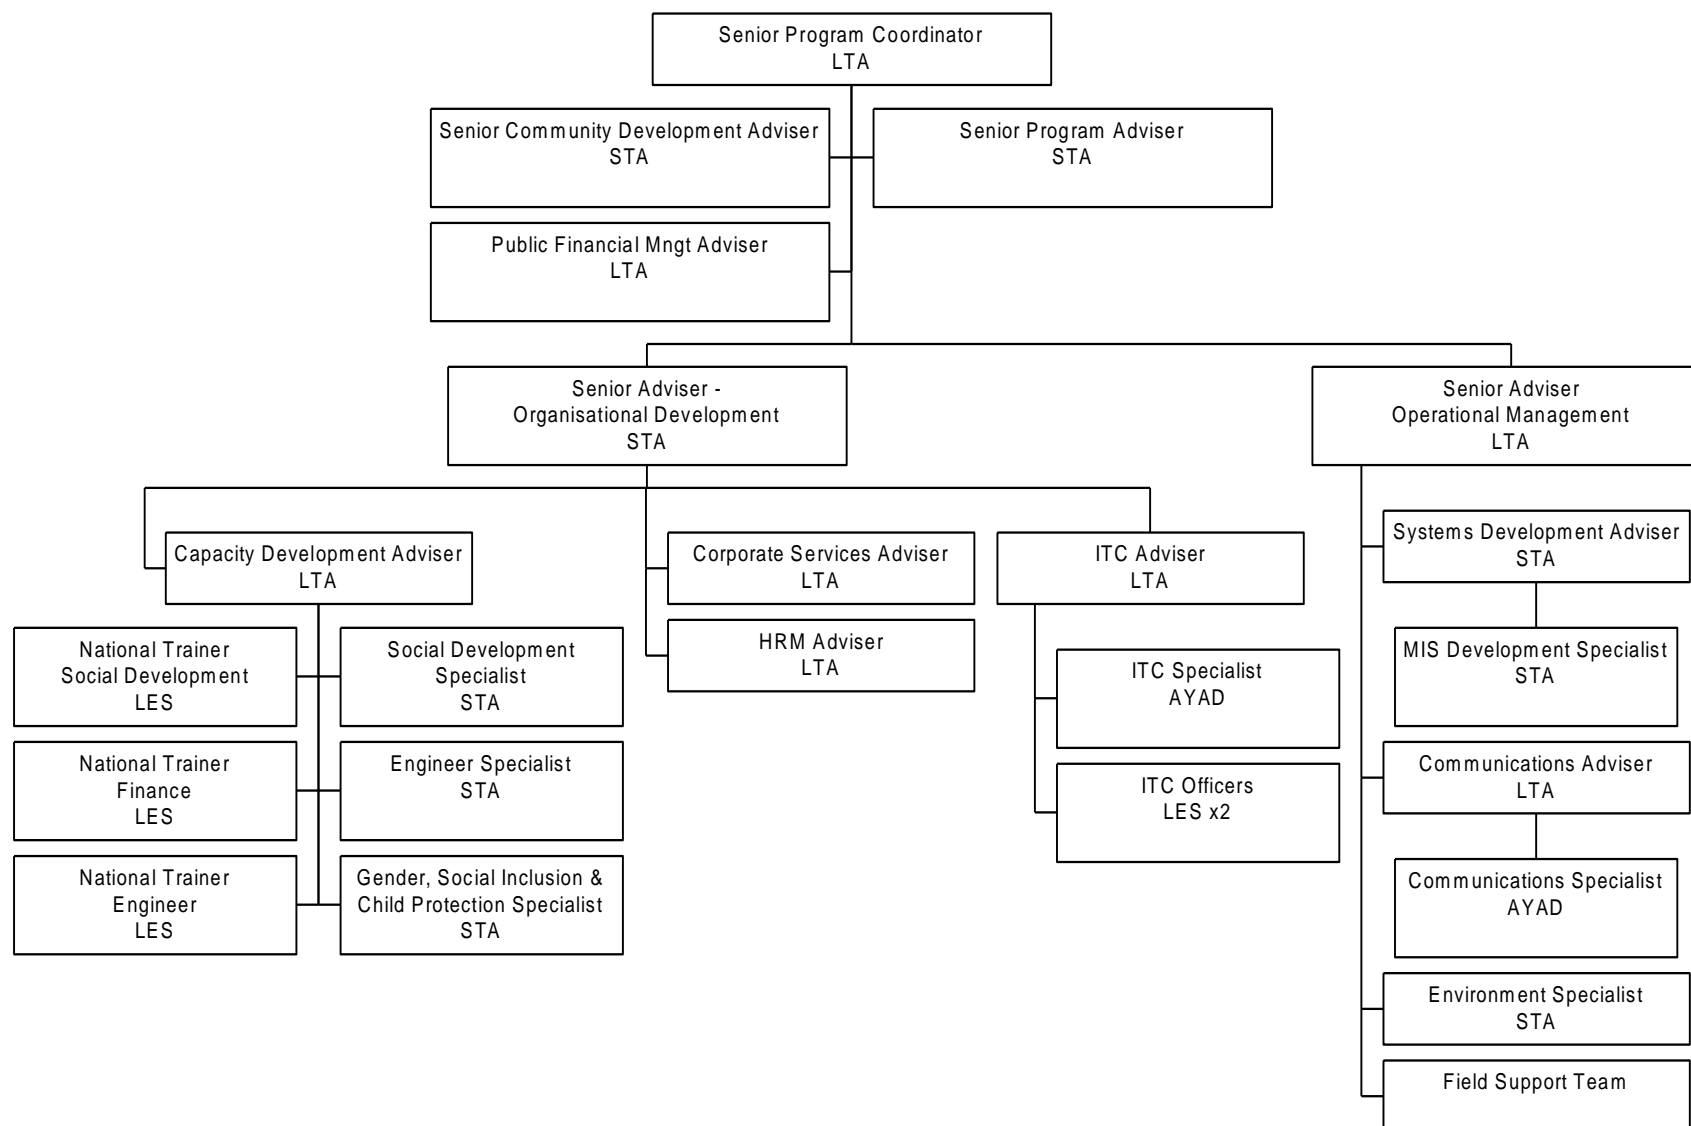 Senior Program Coordinator
LTA
Senior Community Development Adviser
STA
Senior Program Adviser
STA
Public Financial Mngt Adviser
LTA
Senior Adviser -
Organisational Development
STA
Senior Adviser
Operational Management
LTA
Capacity Development Adviser
LTA
National Trainer
Social Development
LES
Social Development
Specialist
STA
National Trainer
Finance
LES
Engineer Specialist
STA
National Trainer
Engineer
LES
Gender, Social Inclusion &
Child Protection Specialist
STA
Corporate Services Adviser
LTA
HRM Adviser
LTA
ITC Adviser
LTA
ITC Specialist
AYAD
ITC Officers
LES x2
Systems Development Adviser
STA
MIS Development Specialist
STA
Communications Adviser
LTA
Communications Specialist
AYAD
Environment Specialist
STA
Field Support Team